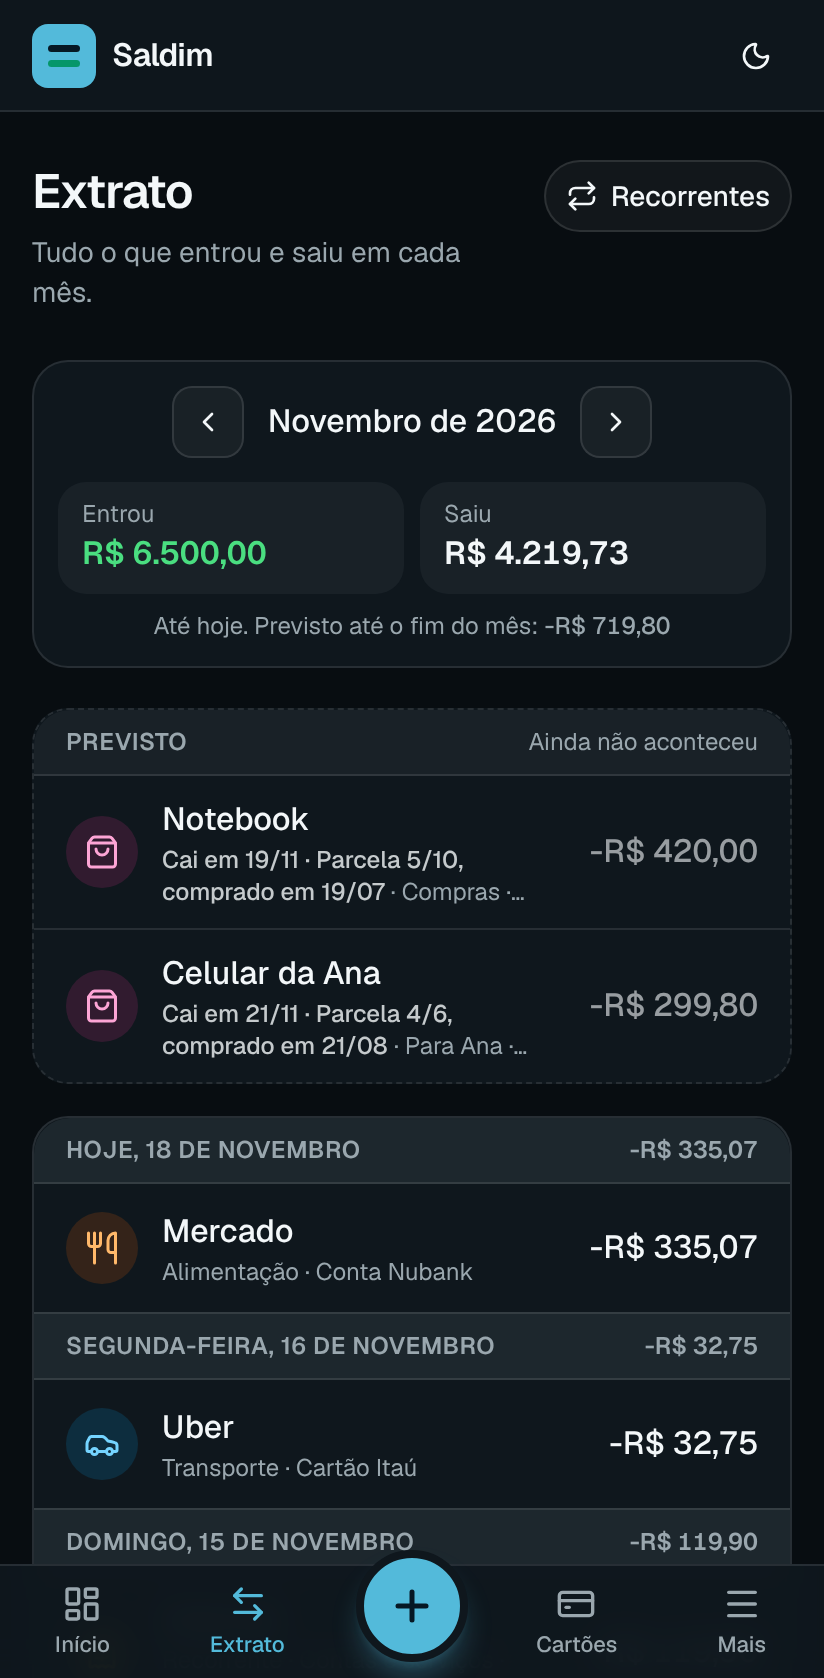 Saldim
Extrato
Recorrentes
Tudo o que entrou e saiu em cada
mês.
Novembro de 2026
Entrou
R$ 6.500,00
Saiu
R$ 4.219,73
Até hoje. Previsto até o fim do mês: -R$ 719,80
PREVISTO
Ainda não aconteceu
Notebook
Cai em 19/11 · Parcela 5/10,
comprado em 19/07 · Compras ·…
-R$ 420,00
Celular da Ana
Cai em 21/11 · Parcela 4/6,
comprado em 21/08 · Para Ana ·…
-R$ 299,80
HOJE, 18 DE NOVEMBRO
-R$ 335,07
Mercado
Alimentação · Conta Nubank
-R$ 335,07
SEGUNDA-FEIRA, 16 DE NOVEMBRO
-R$ 32,75
Uber
Transporte · Cartão Itaú
-R$ 32,75
DOMINGO, 15 DE NOVEMBRO
-R$ 119,90
Início
Extrato
Cartões
Mais